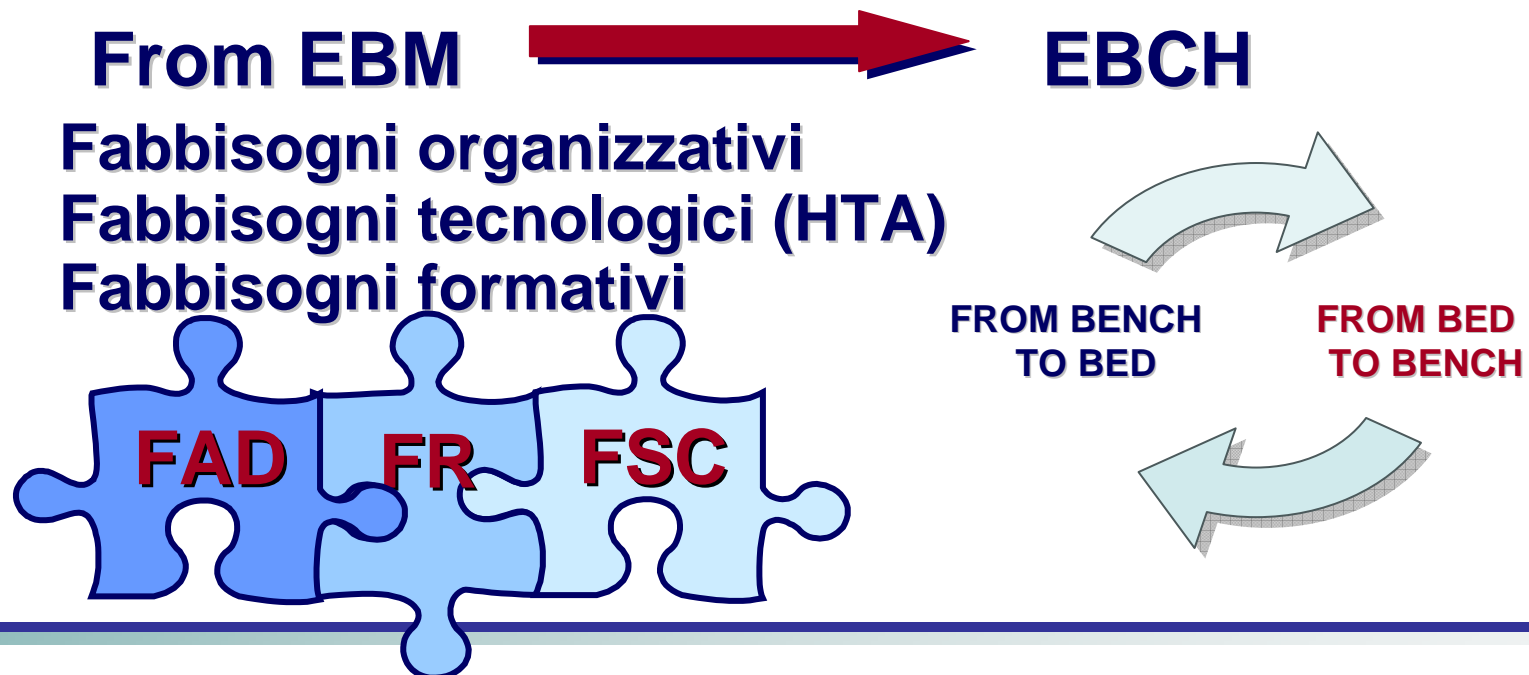 From EBM
EBCH
Fabbisogni organizzativi
Fabbisogni tecnologici (HTA)
Fabbisogni formativi
FROM BENCH
TO BED
FROM BED
TO BENCH
FAD
FR
FSC